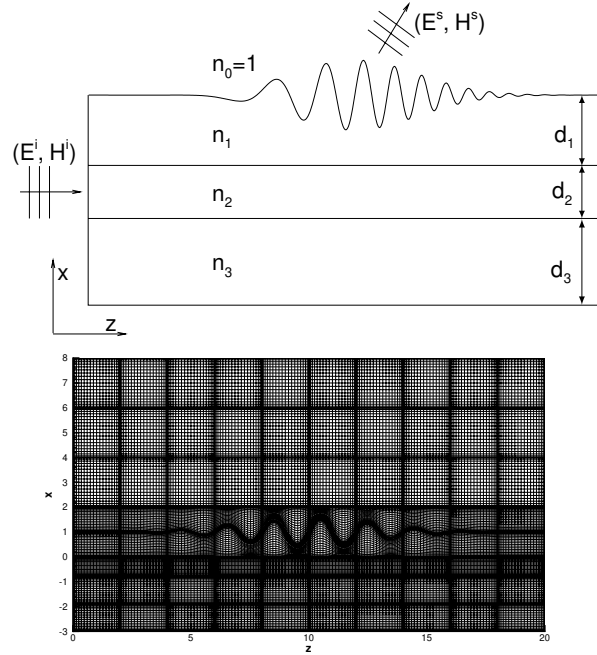 (E^s, H^s)
n_0=1
n_1
d_1
(E^i, H^i)
n_2
d_2
n_3
d_3
x
z
8
7
6
5
4
3
2
1
0
-1
-2
-3
x
0
5
10
15
20
z